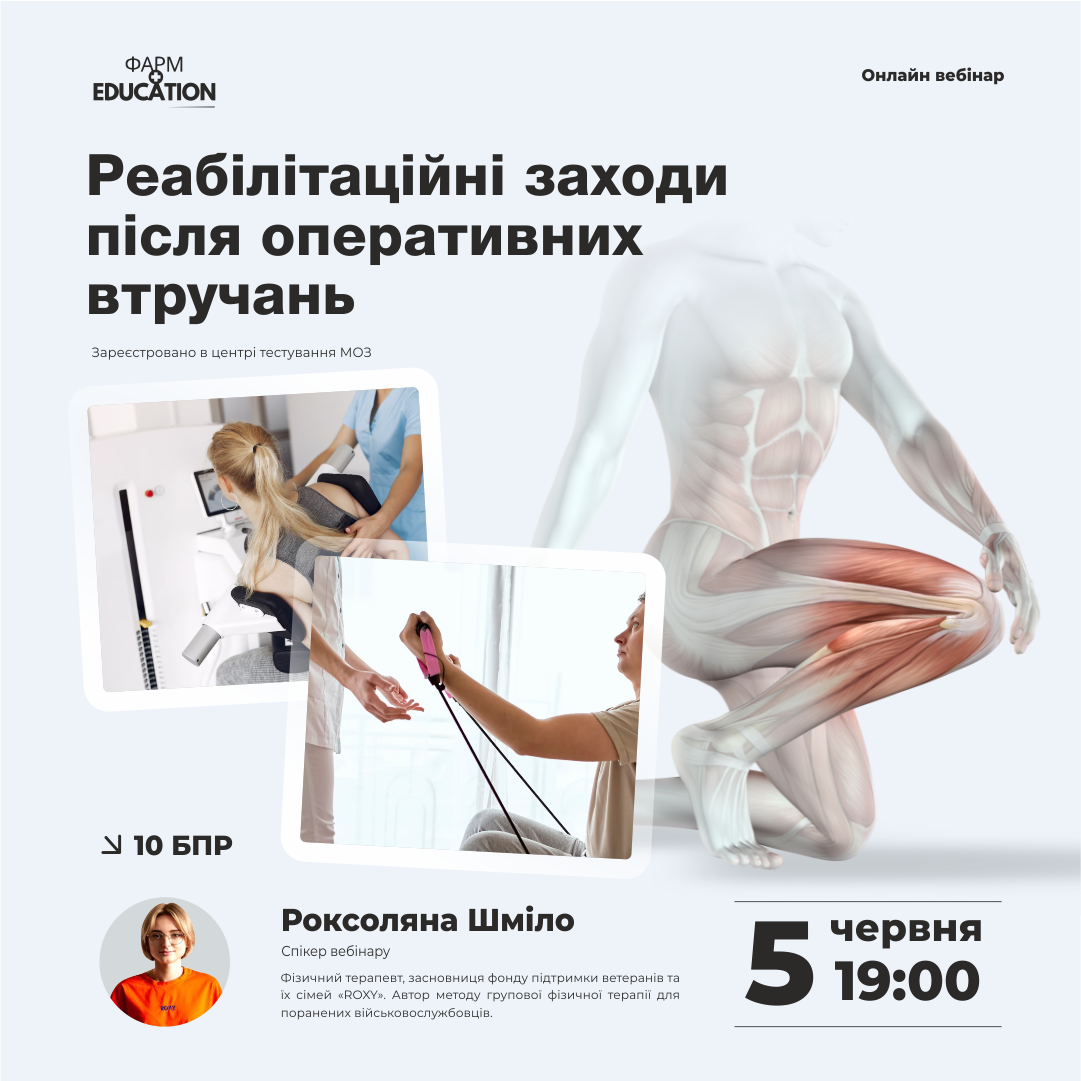 ФАРМ
EDUCATION
Онлайн вебінар
Реабілітаційні заходи
після оперативних
втручань
Зареєстровано в центрі тестування МОЗ
10 БПР
Роксоляна Шміло
Спікер вебінару
Фізичний терапевт, засновниця фонду підтримки ветеранів та
їх сімей «ROXY». Автор методу групової фізичної терапії для
поранених військовослужбовців.
ROXY
5 червня
19:00